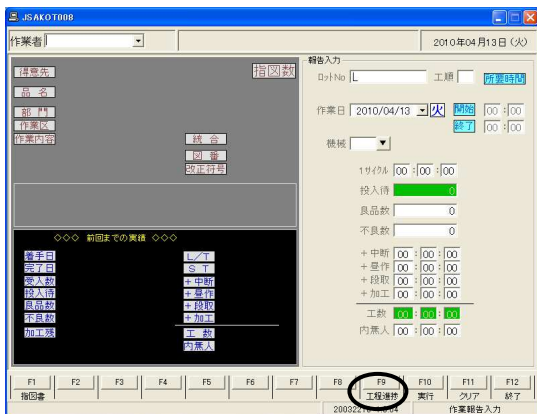 JSAKOT008
作業者
2010年04月13日 (火)
得意先
指図数
品 名
部 門
作業区
作業内容
統 合
図 番
改正符号
◇◇◇ 前回までの実績 ◇◇◇
着手日 L/T
完了日 S T
受入数 +中断
投入待 +昼作
良品数 +段取
不良数 +加工
加工残 工 数
内無人
報告入力
ロットNo L 工順 所要時間
作業日 2010/04/13 火 開始 00:00
終了 00:00
機械
1サイクル 00:00:00
投入待 0
良品数 0
不良数 0
+中断 00:00:00
+昼作 00:00:00
+段取 00:00:00
+加工 00:00:00
工数 00:00:00
内無人 00:00:00
F1 F2 F3 F4 F5 F6 F7 F8 F9 F10 F11 F12
指図書 工程進捗 実行 クリア 終了
作業報告入力